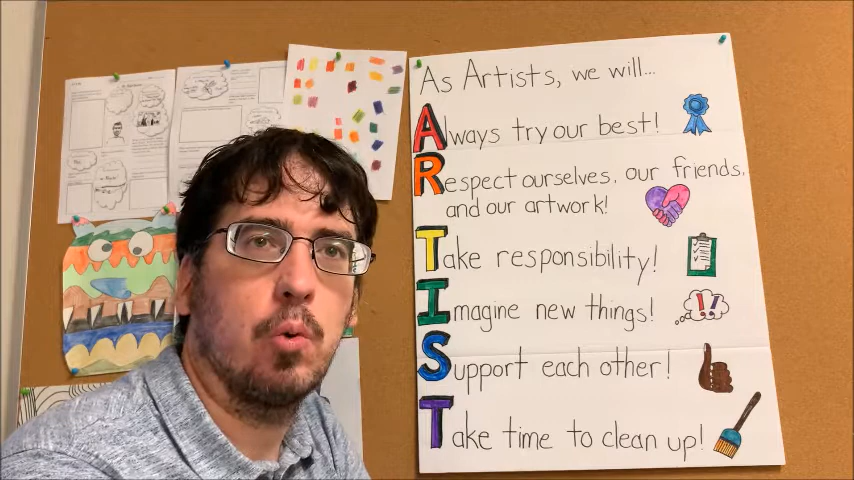 As Artists, we will...
Always try our best!
Respect ourselves, our friends,
and our artwork!
Take responsibility!
Imagine new things!
Support each other!
Take time to clean up!